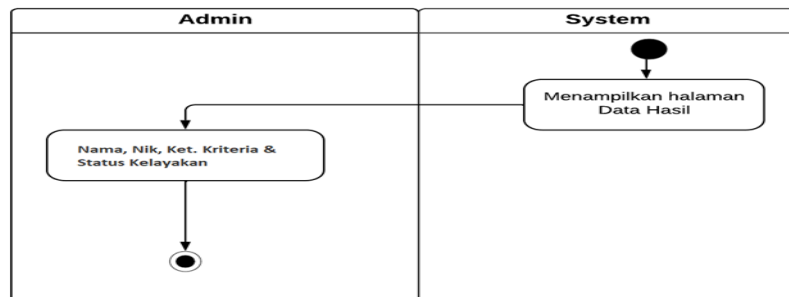 Admin
System
Menampilkan halaman
Data Hasil
Nama, Nik, Ket. Kriteria &
Status Kelayakan